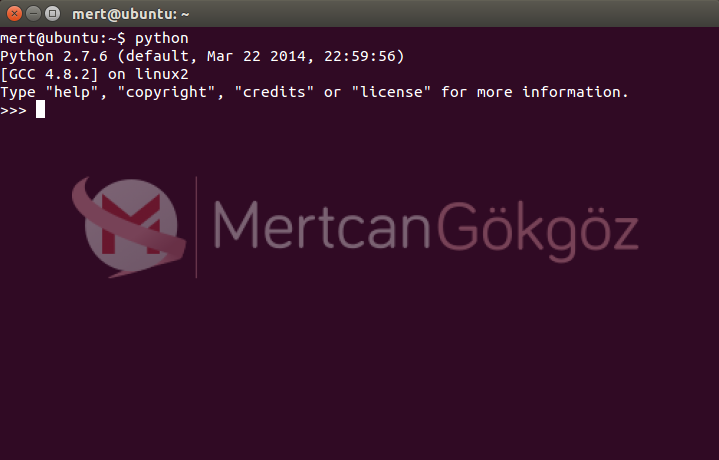 mert@ubuntu: ~
mert@ubuntu:~$ python
Python 2.7.6 (default, Mar 22 2014, 22:59:56)
[GCC 4.8.2] on linux2
Type "help", "copyright", "credits" or "license" for more information.
>>>
M MertcanGökgöz